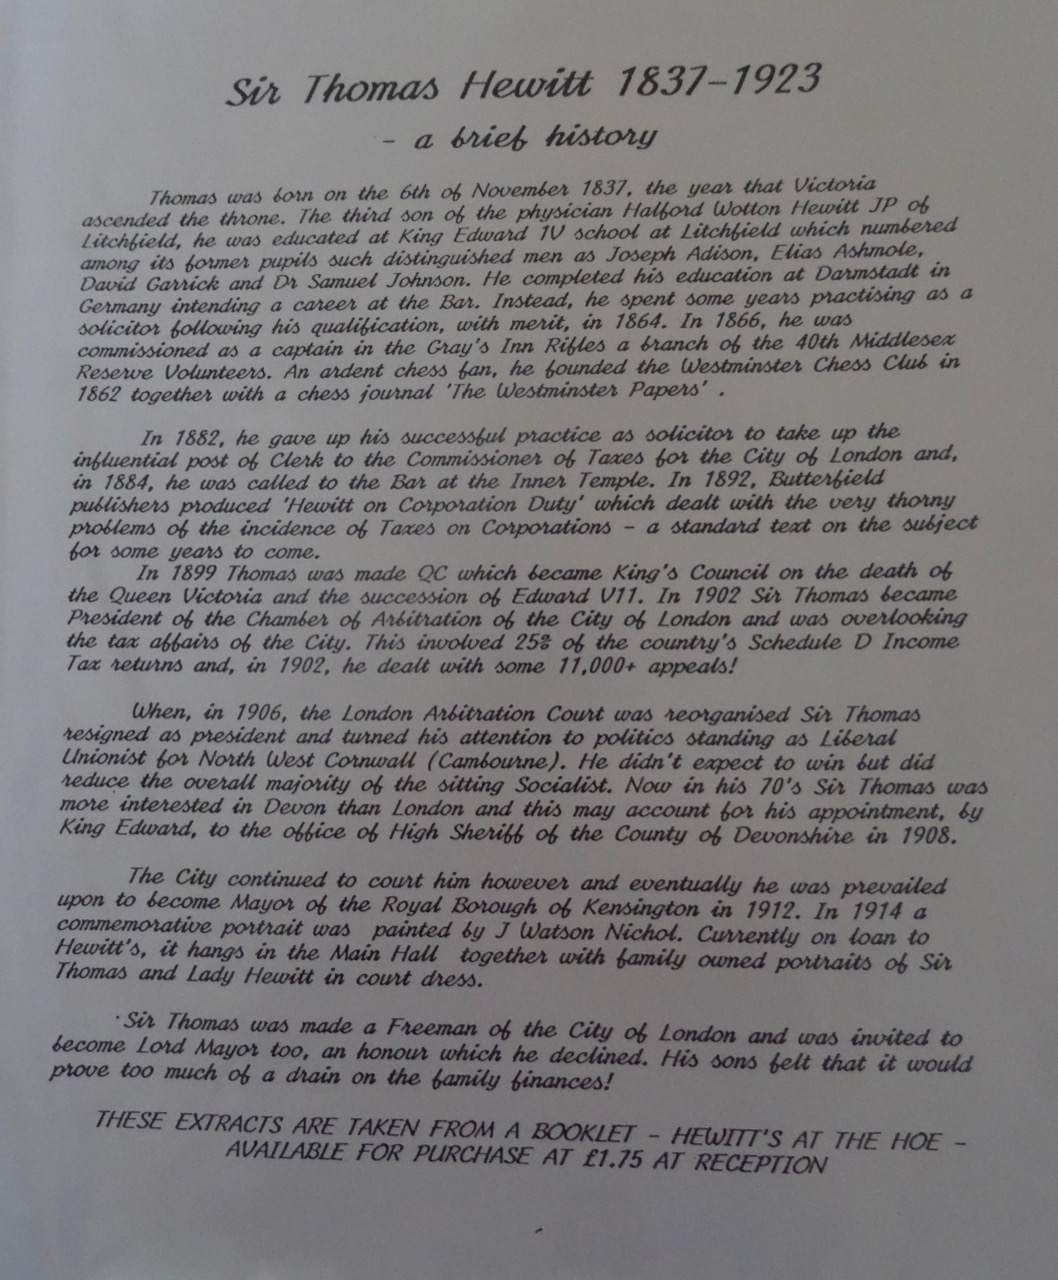 Sir Thomas Hewitt 1837-1923
- a brief history
Thomas was born on the 6th of November 1837, the year that Victoria
ascended the throne. The third son of the physician Halford Wotton Hewitt JP of
Litchfield, he was educated at King Edward 1V school at Litchfield which numbered
among its former pupils such distinguished men as Joseph Adison, Elias Ashmole,
David Garrick and Dr Samuel Johnson. He completed his education at Darmstadt in
Germany intending a career at the Bar. Instead, he spent some years practising as a
solicitor following his qualification, with merit, in 1864. In 1866, he was
commissioned as a captain in the Gray's Inn Rifles a branch of the 40th Middlesex
Reserve Volunteers. An ardent chess fan, he founded the Westminster Chess Club in
1862 together with a chess journal 'The Westminster Papers' .
In 1882, he gave up his successful practice as solicitor to take up the
influential post of Clerk to the Commissioner of Taxes for the City of London and,
in 1884, he was called to the Bar at the Inner Temple. In 1892, Butterfield
publishers produced 'Hewitt on Corporation Duty' which dealt with the very thorny
problems of the incidence of Taxes on Corporations - a standard text on the subject
for some years to come.
In 1899 Thomas was made QC which became King's Council on the death of
the Queen Victoria and the succession of Edward V11. In 1902 Sir Thomas became
President of the Chamber of Arbitration of the City of London and was overlooking
the tax affairs of the City. This involved 25% of the country's Schedule D Income
Tax returns and, in 1902, he dealt with some 11,000+ appeals!
When, in 1906, the London Arbitration Court was reorganised Sir Thomas
resigned as president and turned his attention to politics standing as Liberal
Unionist for North West Cornwall (Cambourne). He didn't expect to win but did
reduce the overall majority of the sitting Socialist. Now in his 70's Sir Thomas was
more interested in Devon than London and this may account for his appointment, by
King Edward, to the office of High Sheriff of the County of Devonshire in 1908.
The City continued to court him however and eventually he was prevailed
upon to become Mayor of the Royal Borough of Kensington in 1912. In 1914 a
commemorative portrait was painted by J Watson Nichol. Currently on loan to
Hewitt's, it hangs in the Main Hall together with family owned portraits of Sir
Thomas and Lady Hewitt in court dress.
Sir Thomas was made a Freeman of the City of London and was invited to
become Lord Mayor too, an honour which he declined. His sons felt that it would
prove too much of a drain on the family finances!
THESE EXTRACTS ARE TAKEN FROM A BOOKLET - HEWITT'S AT THE HOE -
AVAILABLE FOR PURCHASE AT £1.75 AT RECEPTION